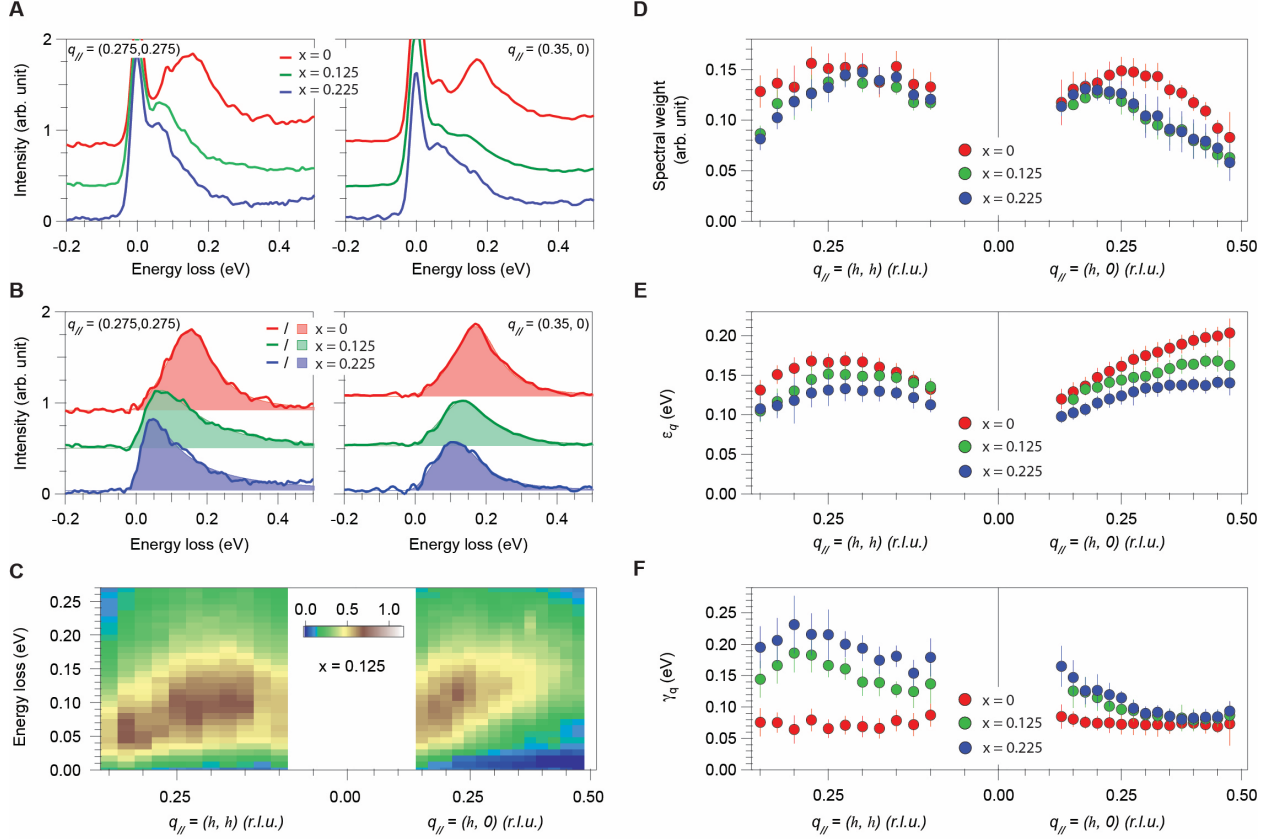 A
q// = (0.275,0.275)
q// = (0.35, 0)
x = 0
x = 0.125
x = 0.225
Intensity (arb. unit)
2
1
0
-0.2 0.0 0.2 0.4
-0.2 0.0 0.2 0.4
Energy loss (eV)
Energy loss (eV)
B
q// = (0.275,0.275)
q// = (0.35, 0)
/ x = 0
/ x = 0.125
/ x = 0.225
Intensity (arb. unit)
2
1
0
-0.2 0.0 0.2 0.4
-0.2 0.0 0.2 0.4
Energy loss (eV)
Energy loss (eV)
C
Energy loss (eV)
0.25
0.20
0.15
0.10
0.05
0.00
0.0 0.5 1.0
x = 0.125
0.25 0.00 0.25 0.50
q// = (h, h) (r.l.u.)
q// = (h, 0) (r.l.u.)
D
Spectral weight
(arb. unit)
0.15
0.10
0.05
0.00
x = 0
x = 0.125
x = 0.225
0.25 0.00 0.25 0.50
q// = (h, h) (r.l.u.)
q// = (h, 0) (r.l.u.)
E
εq (eV)
0.20
0.15
0.10
0.05
0.00
x = 0
x = 0.125
x = 0.225
0.25 0.00 0.25 0.50
q// = (h, h) (r.l.u.)
q// = (h, 0) (r.l.u.)
F
γq (eV)
0.25
0.20
0.15
0.10
0.05
0.00
x = 0
x = 0.125
x = 0.225
0.25 0.00 0.25 0.50
q// = (h, h) (r.l.u.)
q// = (h, 0) (r.l.u.)